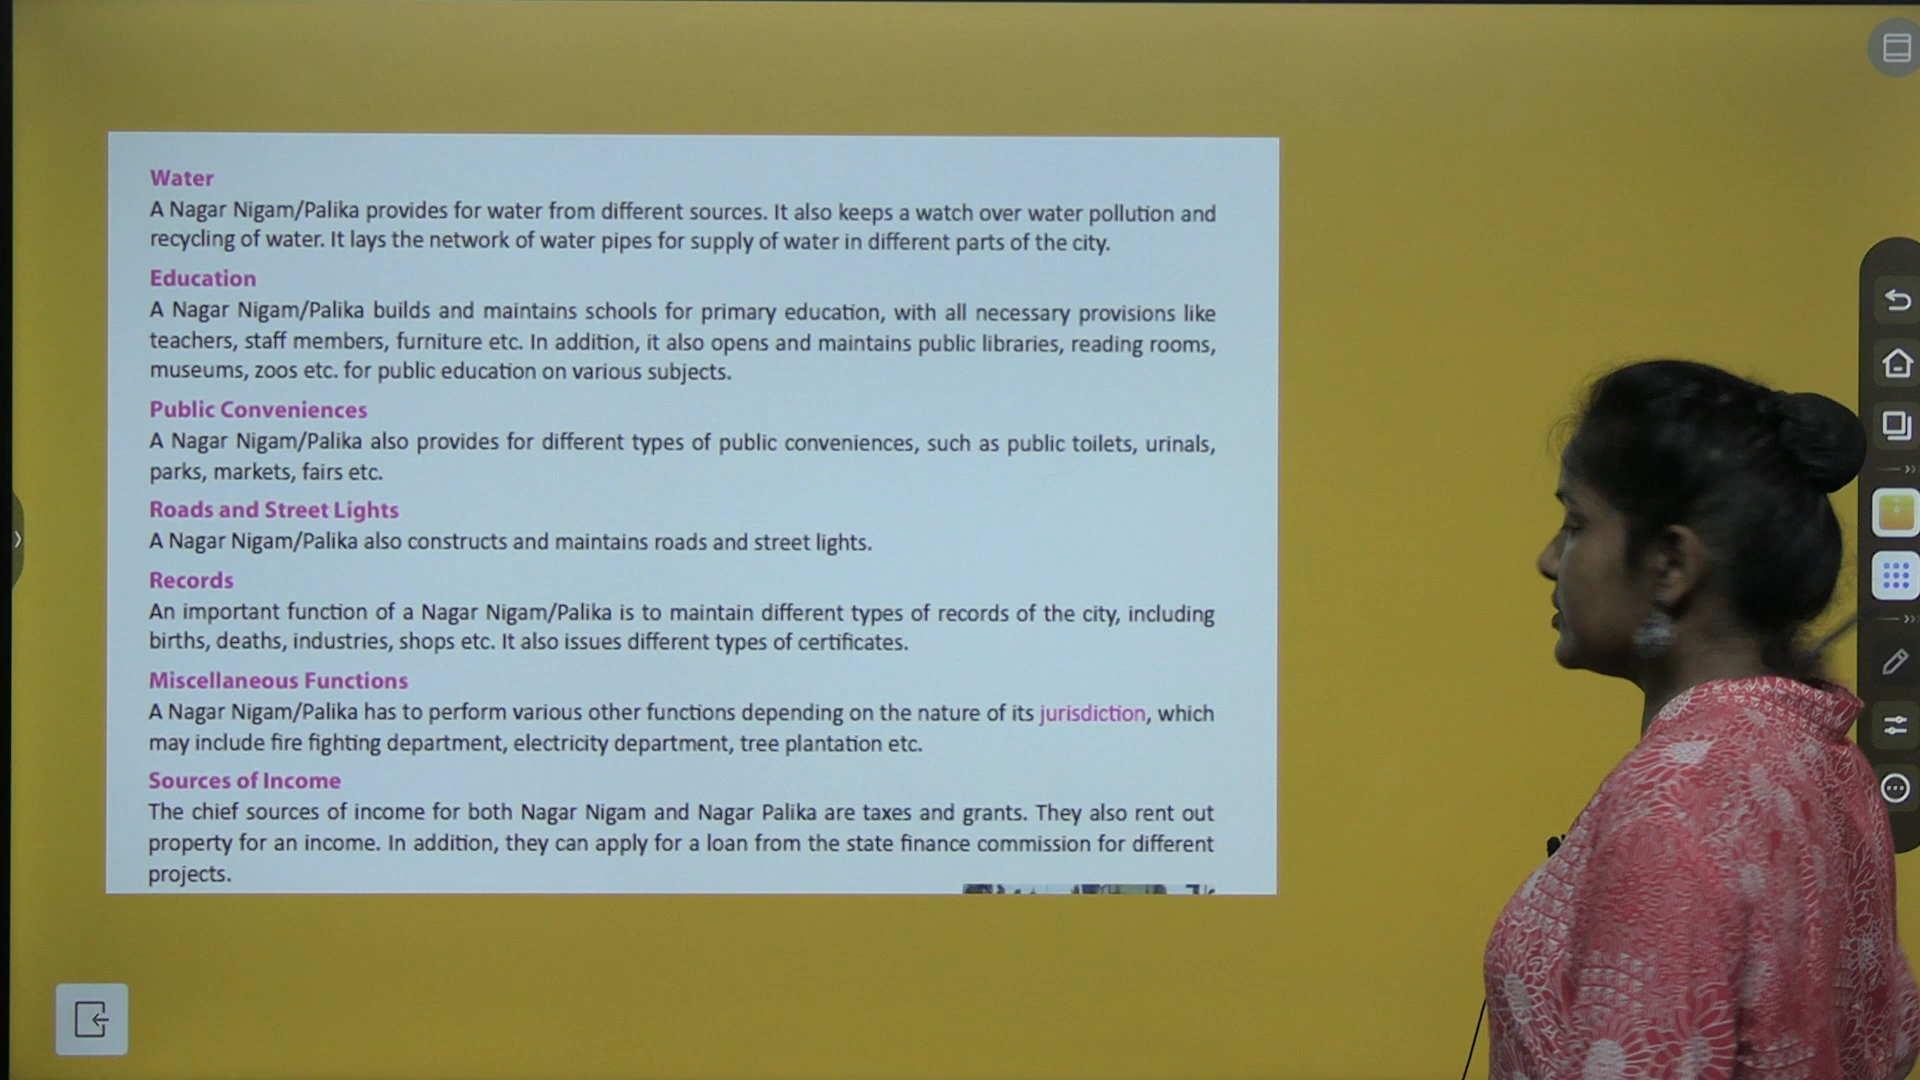 Water
A Nagar Nigam/Palika provides for water from different sources. It also keeps a watch over water pollution and
recycling of water. It lays the network of water pipes for supply of water in different parts of the city.
Education
A Nagar Nigam/Palika builds and maintains schools for primary education, with all necessary provisions like
teachers, staff members, furniture etc. In addition, it also opens and maintains public libraries, reading rooms,
museums, zoos etc. for public education on various subjects.
Public Conveniences
A Nagar Nigam/Palika also provides for different types of public conveniences, such as public toilets, urinals,
parks, markets, fairs etc.
Roads and Street Lights
A Nagar Nigam/Palika also constructs and maintains roads and street lights.
Records
An important function of a Nagar Nigam/Palika is to maintain different types of records of the city, including
births, deaths, industries, shops etc. It also issues different types of certificates.
Miscellaneous Functions
A Nagar Nigam/Palika has to perform various other functions depending on the nature of its jurisdiction, which
may include fire fighting department, electricity department, tree plantation etc.
Sources of Income
The chief sources of income for both Nagar Nigam and Nagar Palika are taxes and grants. They also rent out
property for an income. In addition, they can apply for a loan from the state finance commission for different
projects.